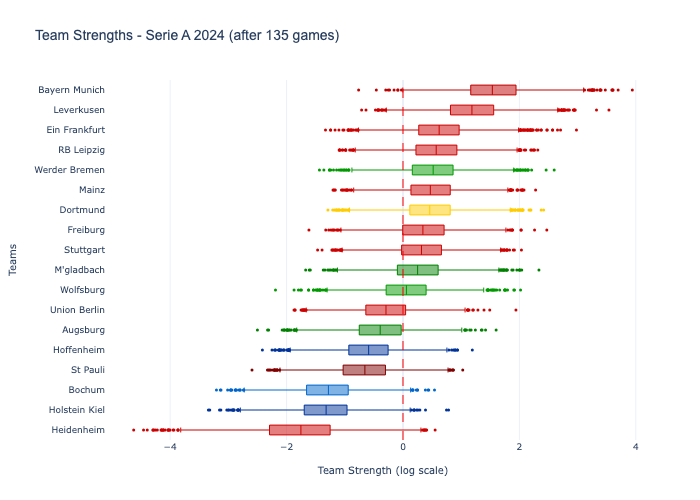 Team Strengths - Serie A 2024 (after 135 games)
Bayern Munich
Leverkusen
Ein Frankfurt
RB Leipzig
Werder Bremen
Mainz
Dortmund
Freiburg
Stuttgart
M'gladbach
Wolfsburg
Union Berlin
Augsburg
Hoffenheim
St Pauli
Bochum
Holstein Kiel
Heidenheim
Teams
−4 −2 0 2 4
Team Strength (log scale)